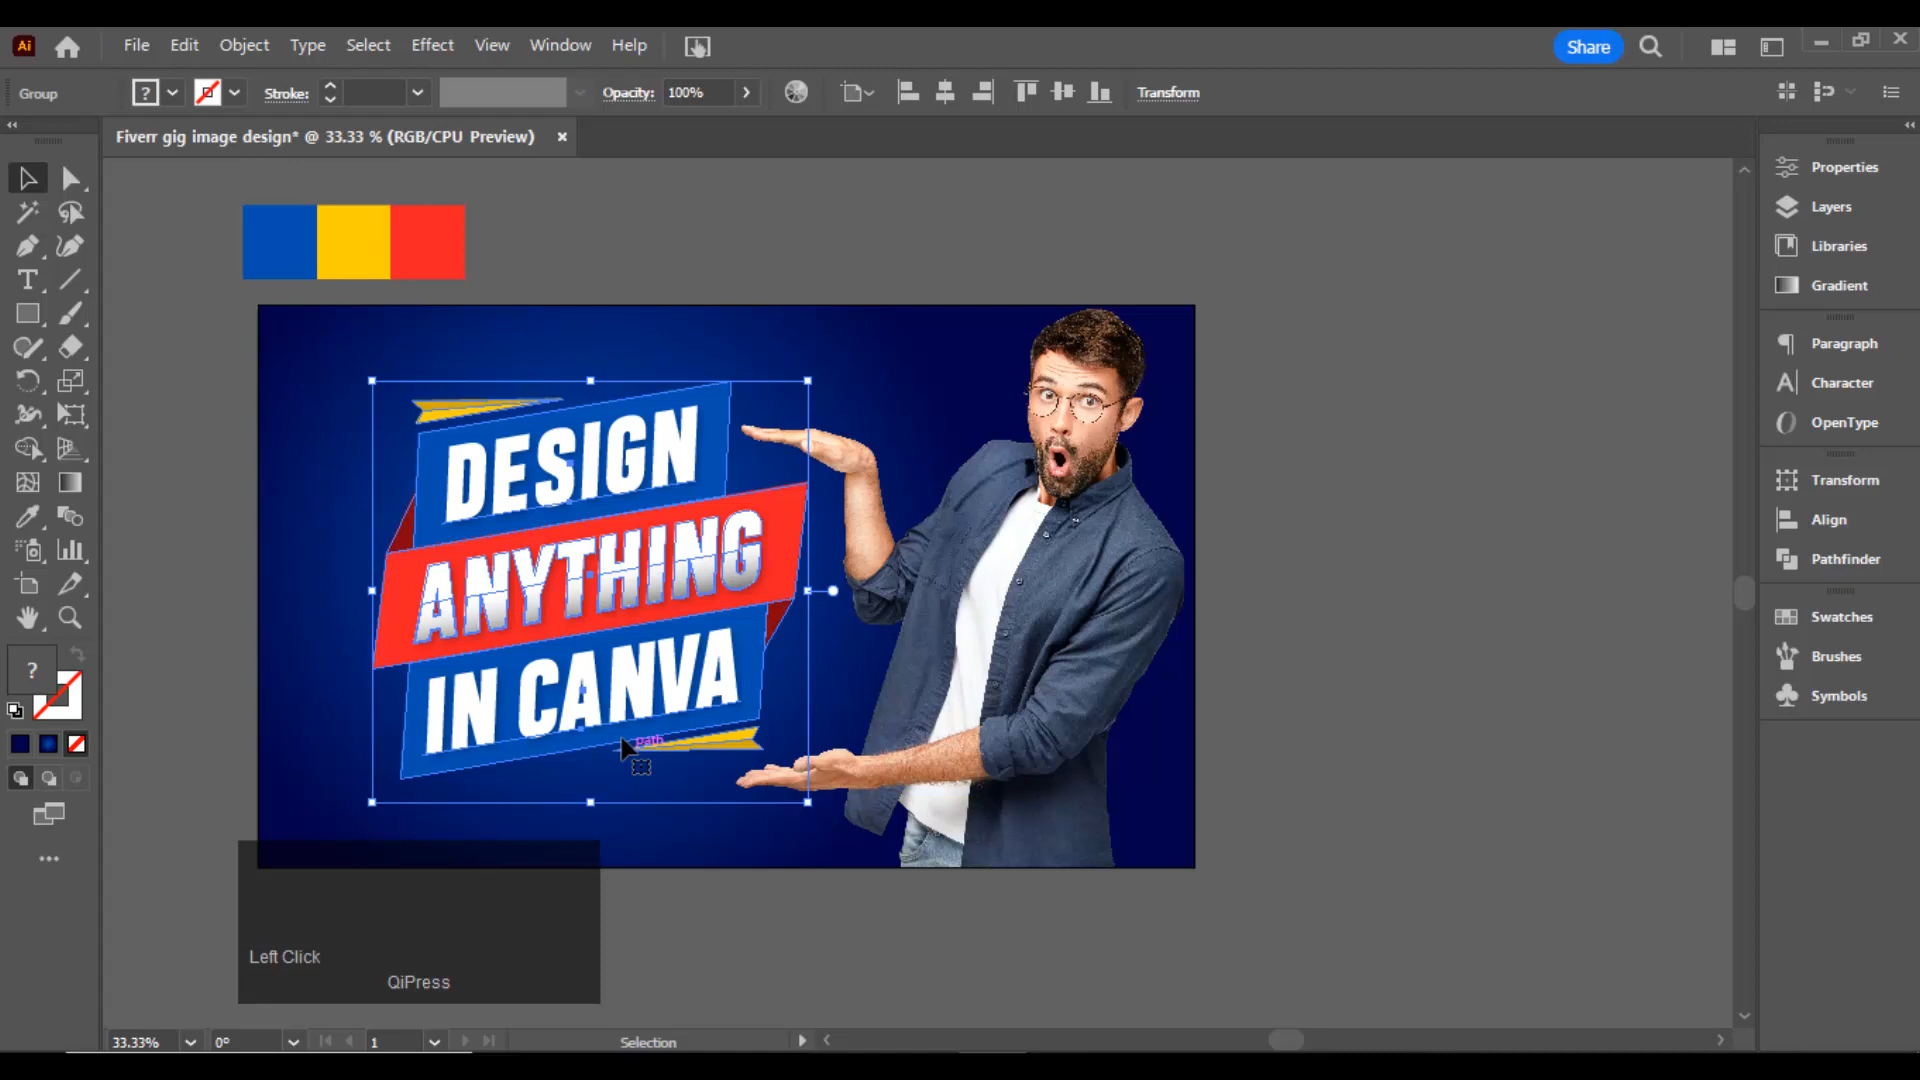 Ai File Edit Object Type Select Effect View Window Help Share
Group ? Stroke: Opacity: 100% Transform
Fiverr gig image design* @ 33.33 % (RGB/CPU Preview) ×
Properties
Layers
Libraries
Gradient
Paragraph
Character
OpenType
Transform
Align
Pathfinder
Swatches
Brushes
Symbols
?
DESIGN
ANYTHING
IN CANVA
path
Left Click
QiPress
33.33% 0° 1 Selection